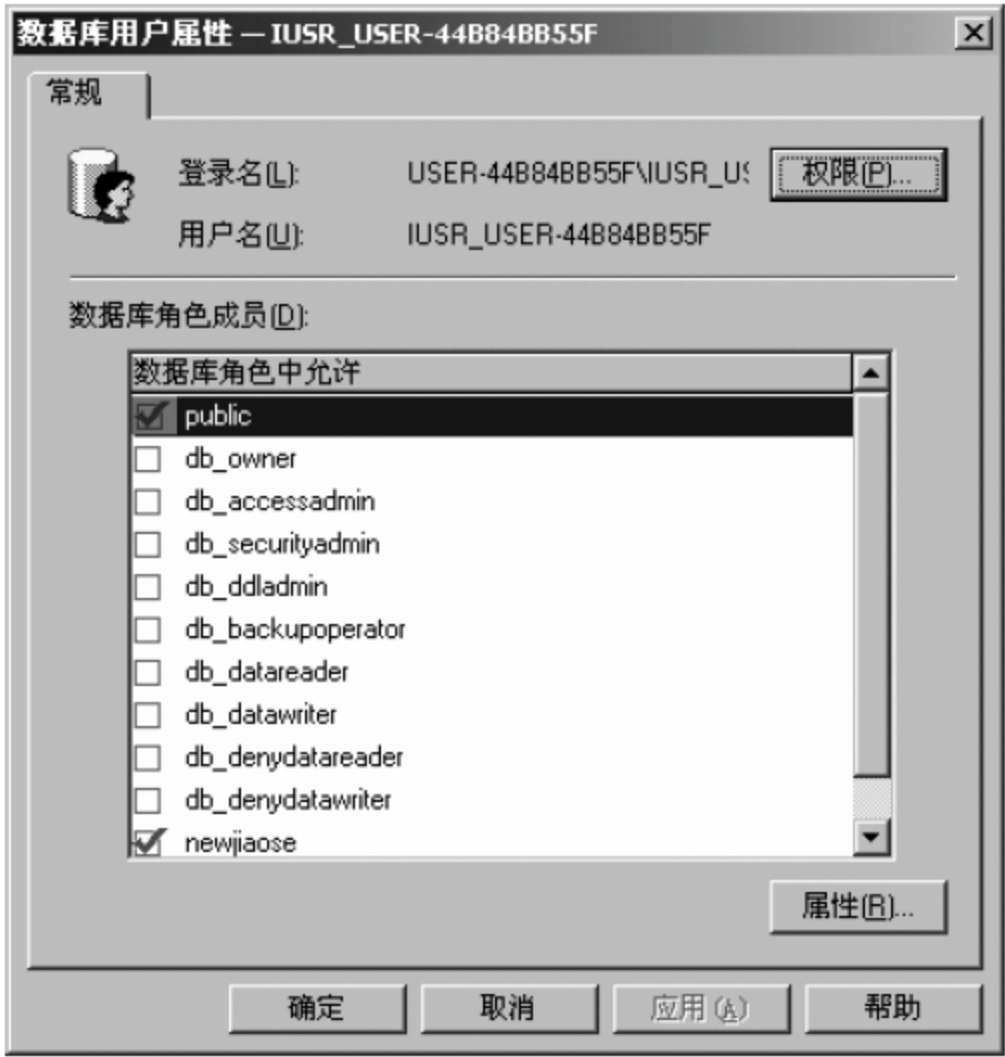 数据库用户属性 — IUSR_USER-44B84BB55F
常规
登录名(L): USER-44B84BB55F\IUSR_US 权限(P)...
用户名(U): IUSR_USER-44B84BB55F
数据库角色成员(D):
数据库角色中允许
public
db_owner
db_accessadmin
db_securityadmin
db_ddladmin
db_backupoperator
db_datareader
db_datawriter
db_denydatareader
db_denydatawriter
newjiaose
属性(R)...
确定 取消 应用(A) 帮助